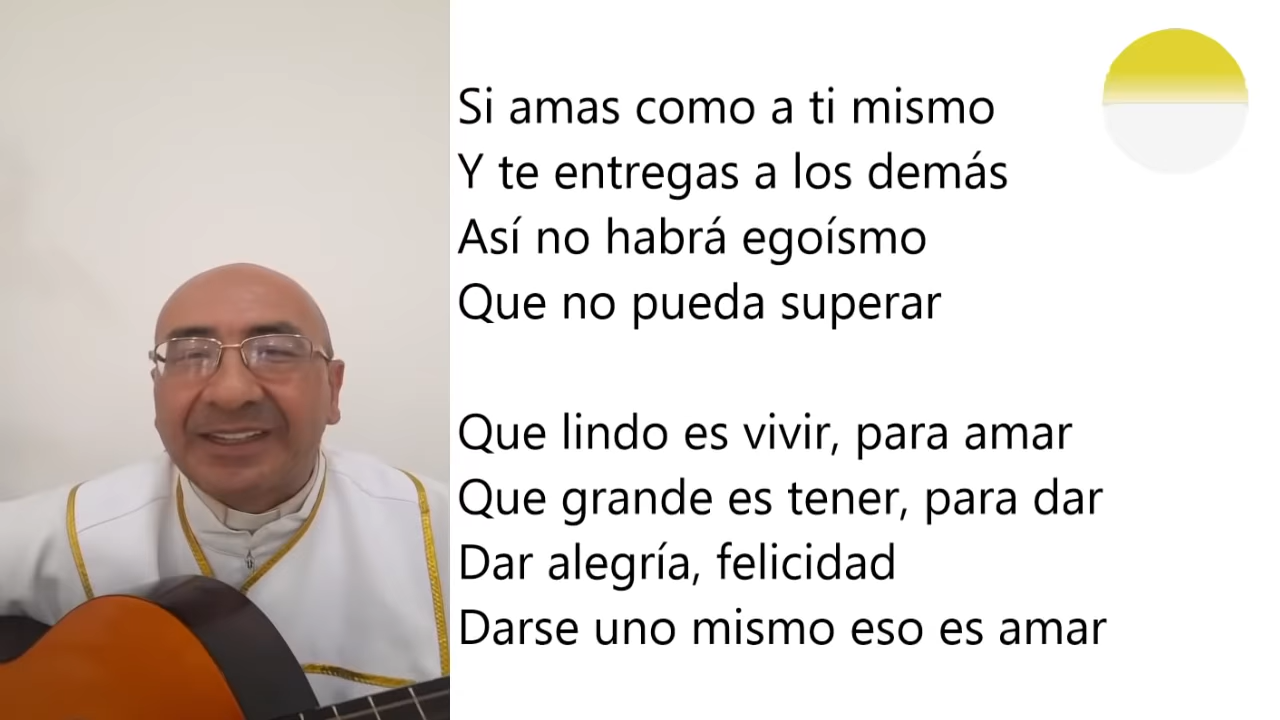 Si amas como a ti mismo
Y te entregas a los demás
Así no habrá egoísmo
Que no pueda superar
Que lindo es vivir, para amar
Que grande es tener, para dar
Dar alegría, felicidad
Darse uno mismo eso es amar